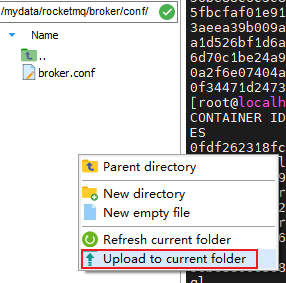 /mydata/rocketmq/broker/conf/
Name
..
broker.conf
5fbcfaf01e91
3aeea39b009a
a1d526bf1d6a
6d70c1be24a9
0a2f6e07404a
0f34471d2473
[root@localh
CONTAINER ID
ES
0fdf262318fc
Parent directory
New directory
New empty file
Refresh current folder
Upload to current folder